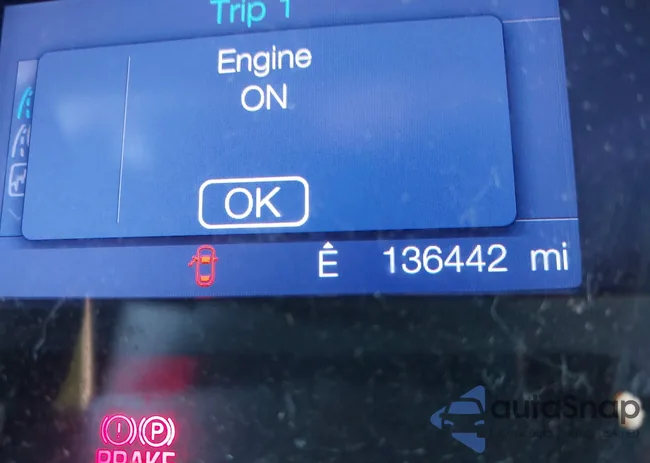 Trip 1
Engine
ON
OK
Ê 136442 mi
! P
BRAKE
autoSnap